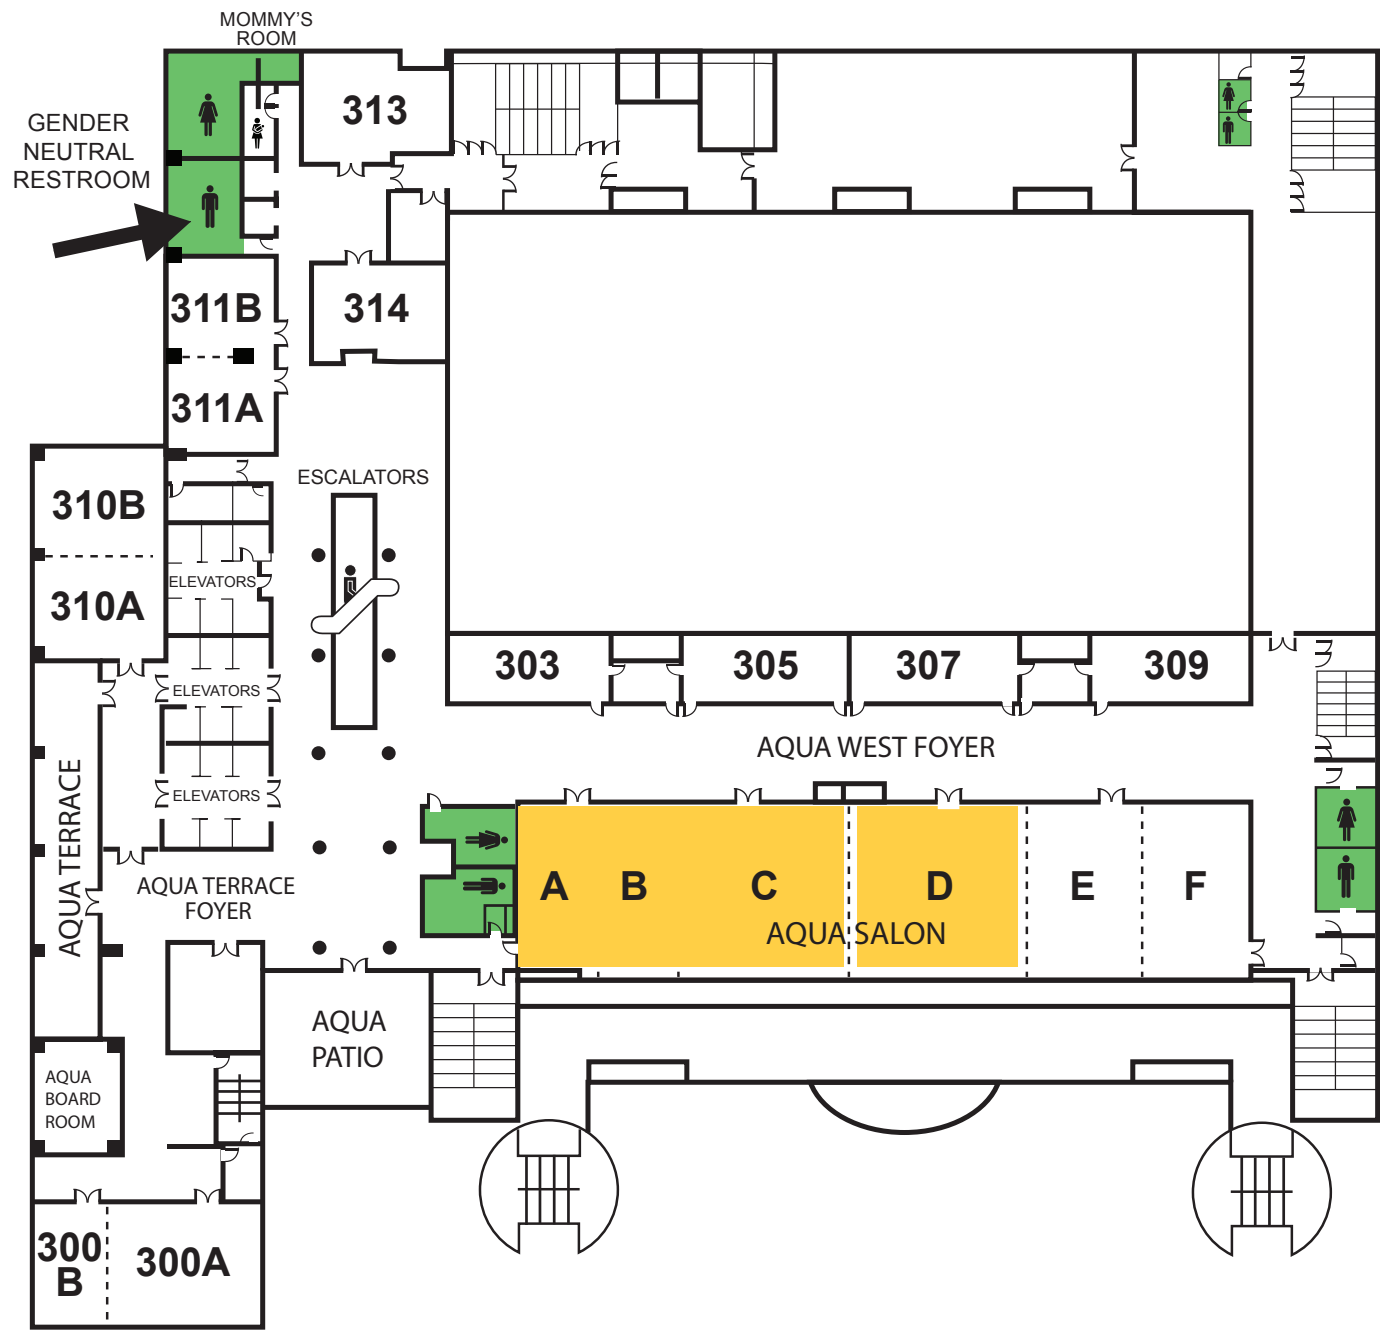 MOMMY'S
ROOM
GENDER
NEUTRAL
RESTROOM
313
311B
314
311A
310B
ESCALATORS
310A
ELEVATORS
ELEVATORS
ELEVATORS
303
305
307
309
AQUA WEST FOYER
AQUA TERRACE
AQUA TERRACE
FOYER
A
B
C
D
E
F
AQUA SALON
AQUA
PATIO
AQUA
BOARD
ROOM
300
B
300A